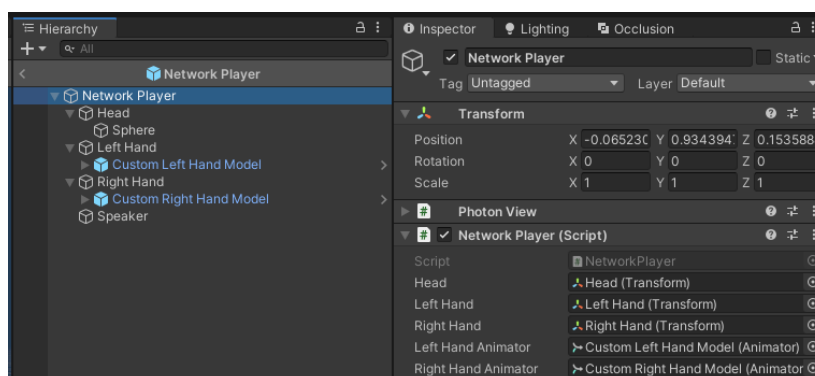 Hierarchy
All
Network Player
Network Player
Head
Sphere
Left Hand
Custom Left Hand Model
Right Hand
Custom Right Hand Model
Speaker
Inspector Lighting Occlusion
Network Player Static
Tag Untagged Layer Default
Transform
Position X -0.06523 Y 0.934394 Z 0.153588
Rotation X 0 Y 0 Z 0
Scale X 1 Y 1 Z 1
# Photon View
# Network Player (Script)
Script NetworkPlayer
Head Head (Transform)
Left Hand Left Hand (Transform)
Right Hand Right Hand (Transform)
Left Hand Animator Custom Left Hand Model (Animator)
Right Hand Animator Custom Right Hand Model (Animator